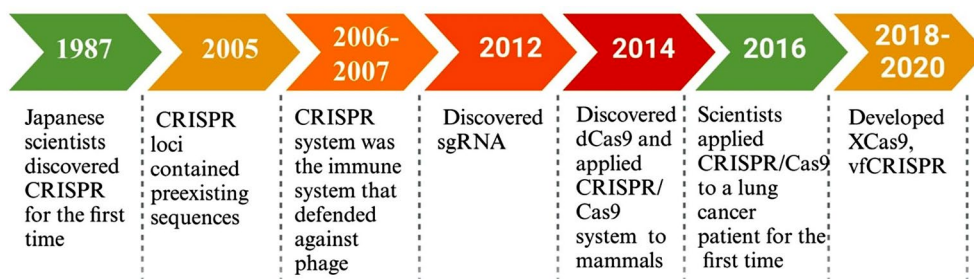 1987
2005
2006-
2007
2012
2014
2016
2018-
2020
Japanese
scientists
discovered
CRISPR
for the first
time
CRISPR
loci
contained
preexisting
sequences
CRISPR
system was
the immune
system that
defended
against
phage
Discovered
sgRNA
Discovered
dCas9 and
applied
CRISPR/
Cas9
system to
mammals
Scientists
applied
CRISPR/Cas9
to a lung
cancer
patient for the
first time
Developed
XCas9,
vfCRISPR